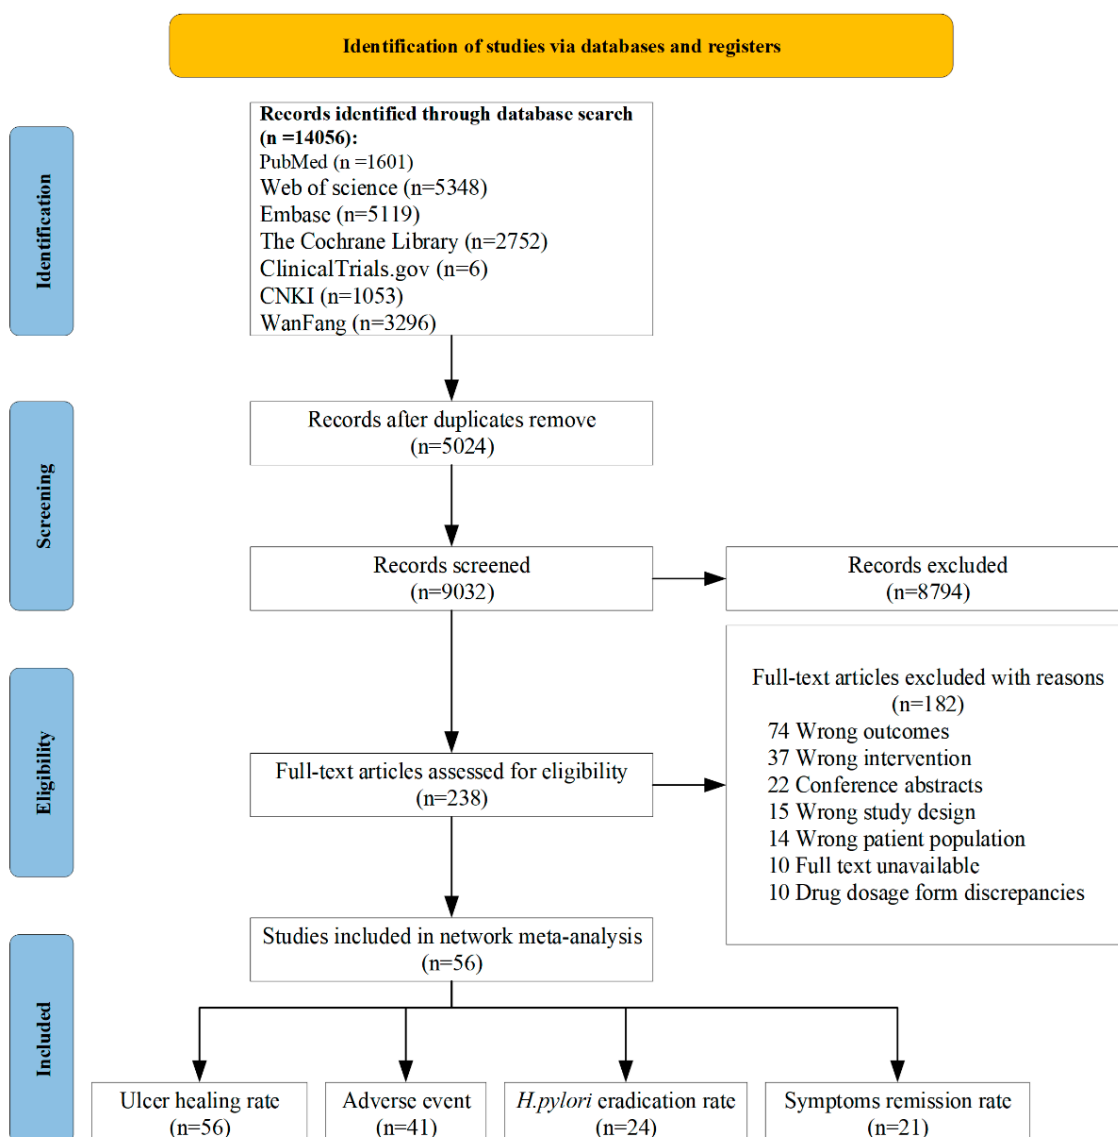 Identification of studies via databases and registers
Identification
Records identified through database search
(n =14056):
PubMed (n =1601)
Web of science (n=5348)
Embase (n=5119)
The Cochrane Library (n=2752)
ClinicalTrials.gov (n=6)
CNKI (n=1053)
WanFang (n=3296)
Screening
Records after duplicates remove
(n=5024)
Records screened
(n=9032)
Records excluded
(n=8794)
Eligibility
Full-text articles assessed for eligibility
(n=238)
Full-text articles excluded with reasons
(n=182)
74 Wrong outcomes
37 Wrong intervention
22 Conference abstracts
15 Wrong study design
14 Wrong patient population
10 Full text unavailable
10 Drug dosage form discrepancies
Included
Studies included in network meta-analysis
(n=56)
Ulcer healing rate
(n=56)
Adverse event
(n=41)
H.pylori eradication rate
(n=24)
Symptoms remission rate
(n=21)